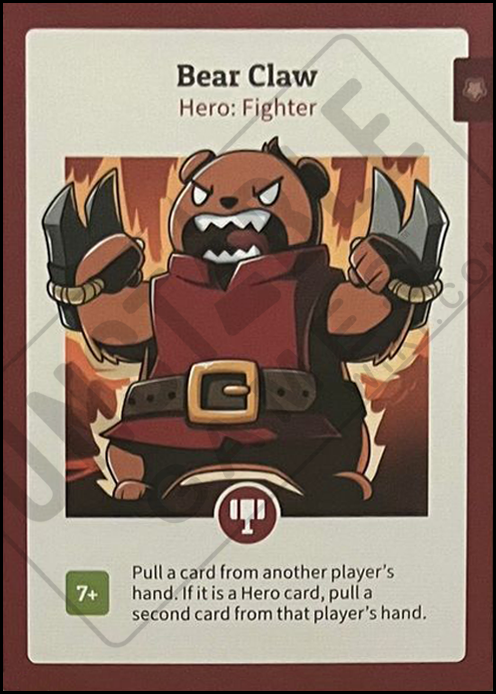 Bear Claw
Hero: Fighter
7+
Pull a card from another player's
hand. If it is a Hero card, pull a
second card from that player's hand.